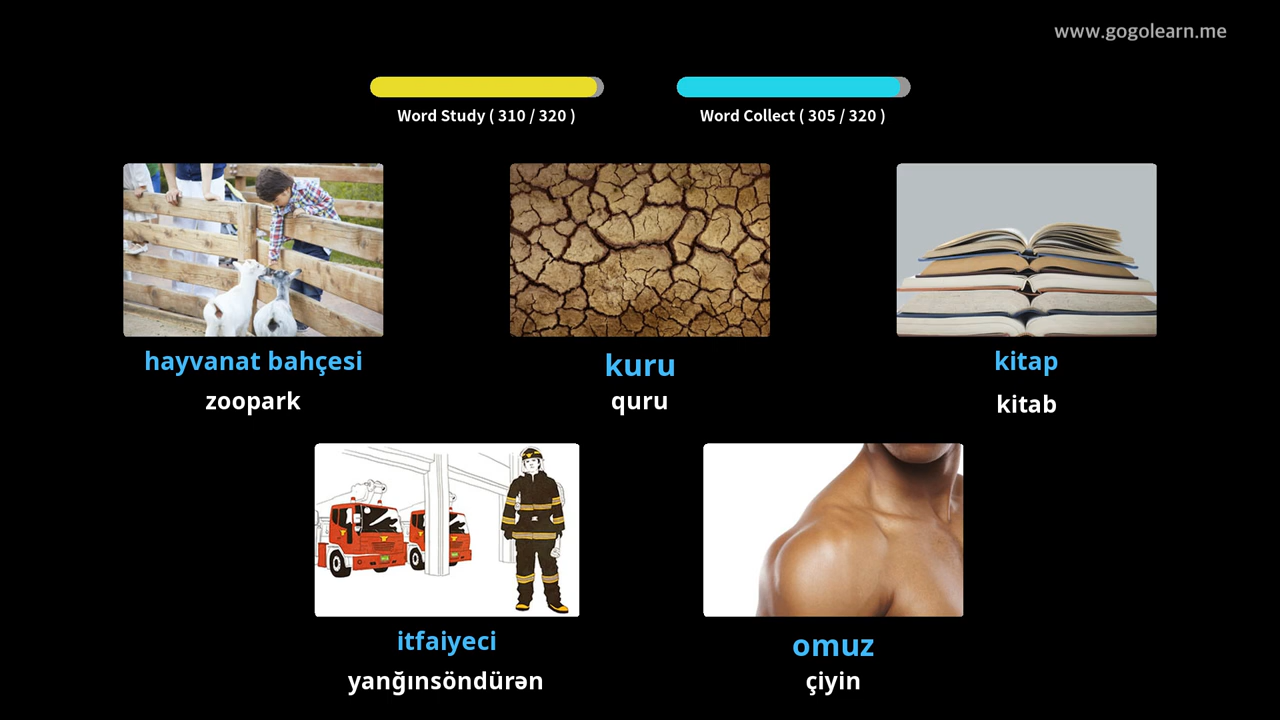 www.gogolearn.me
Word Study ( 310 / 320 )
Word Collect ( 305 / 320 )
hayvanat bahçesi
zoopark
kuru
quru
kitap
kitab
itfaiyeci
yanğınsöndürən
omuz
çiyin